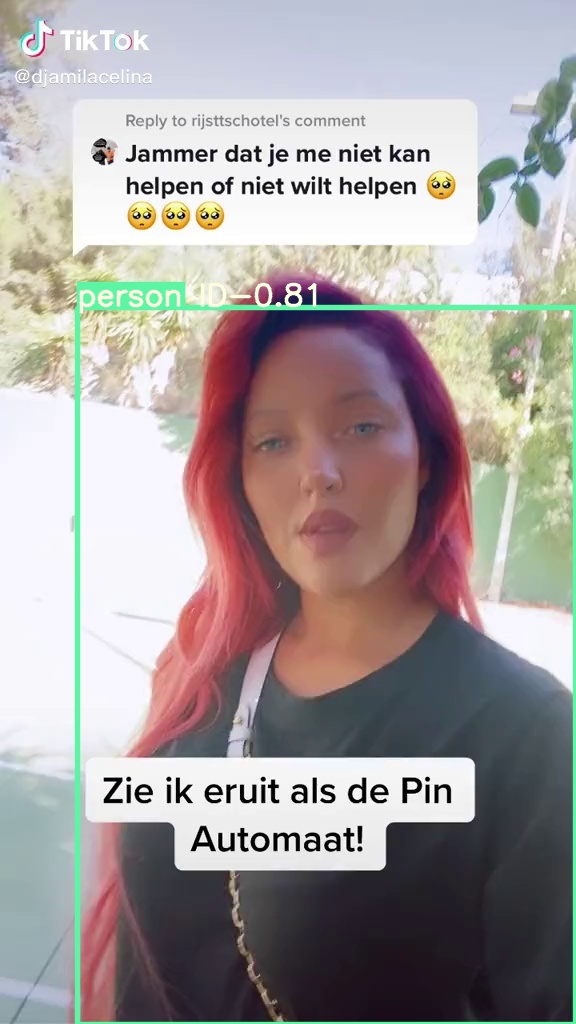 TikTok
@djamilacelina
Reply to rijsttschotel's comment
Jammer dat je me niet kan
helpen of niet wilt helpen 🥺
🥺🥺🥺
person ID-0.81
Zie ik eruit als de Pin
Automaat!